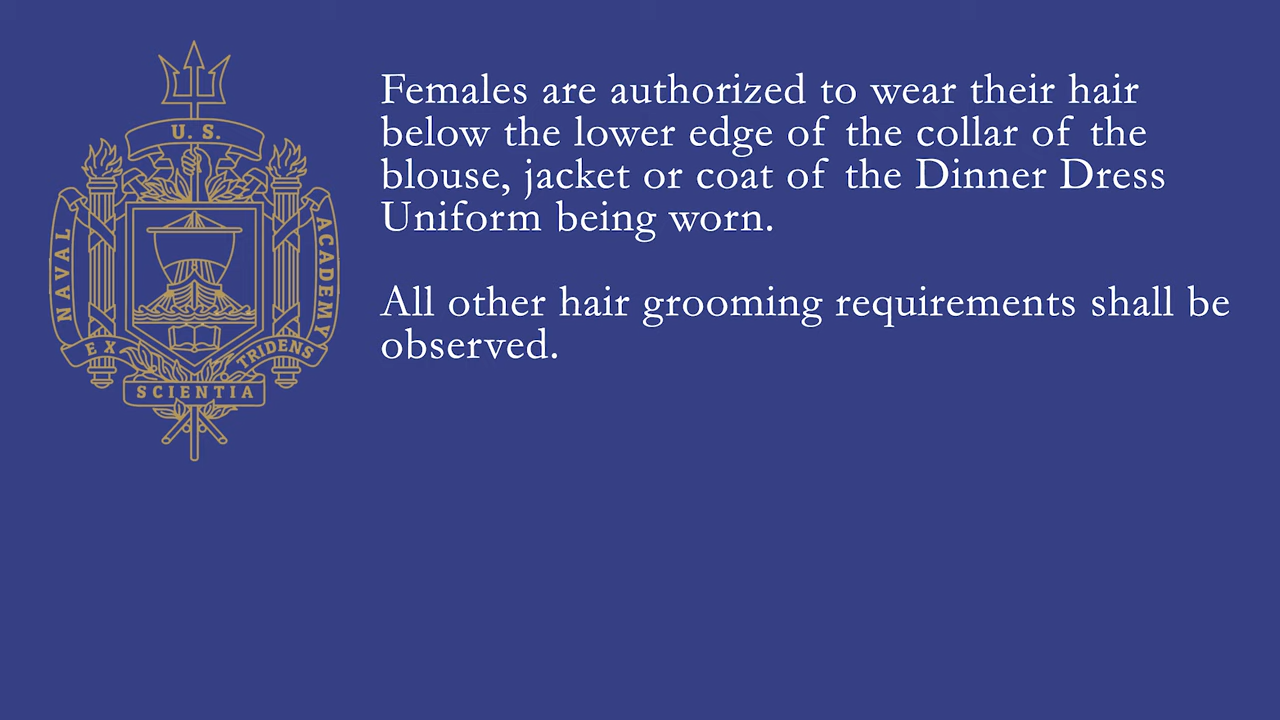 U. S.
NAVAL
ACADEMY
EX
TRIDENS
SCIENTIA
Females are authorized to wear their hair
below the lower edge of the collar of the
blouse, jacket or coat of the Dinner Dress
Uniform being worn.
All other hair grooming requirements shall be
observed.